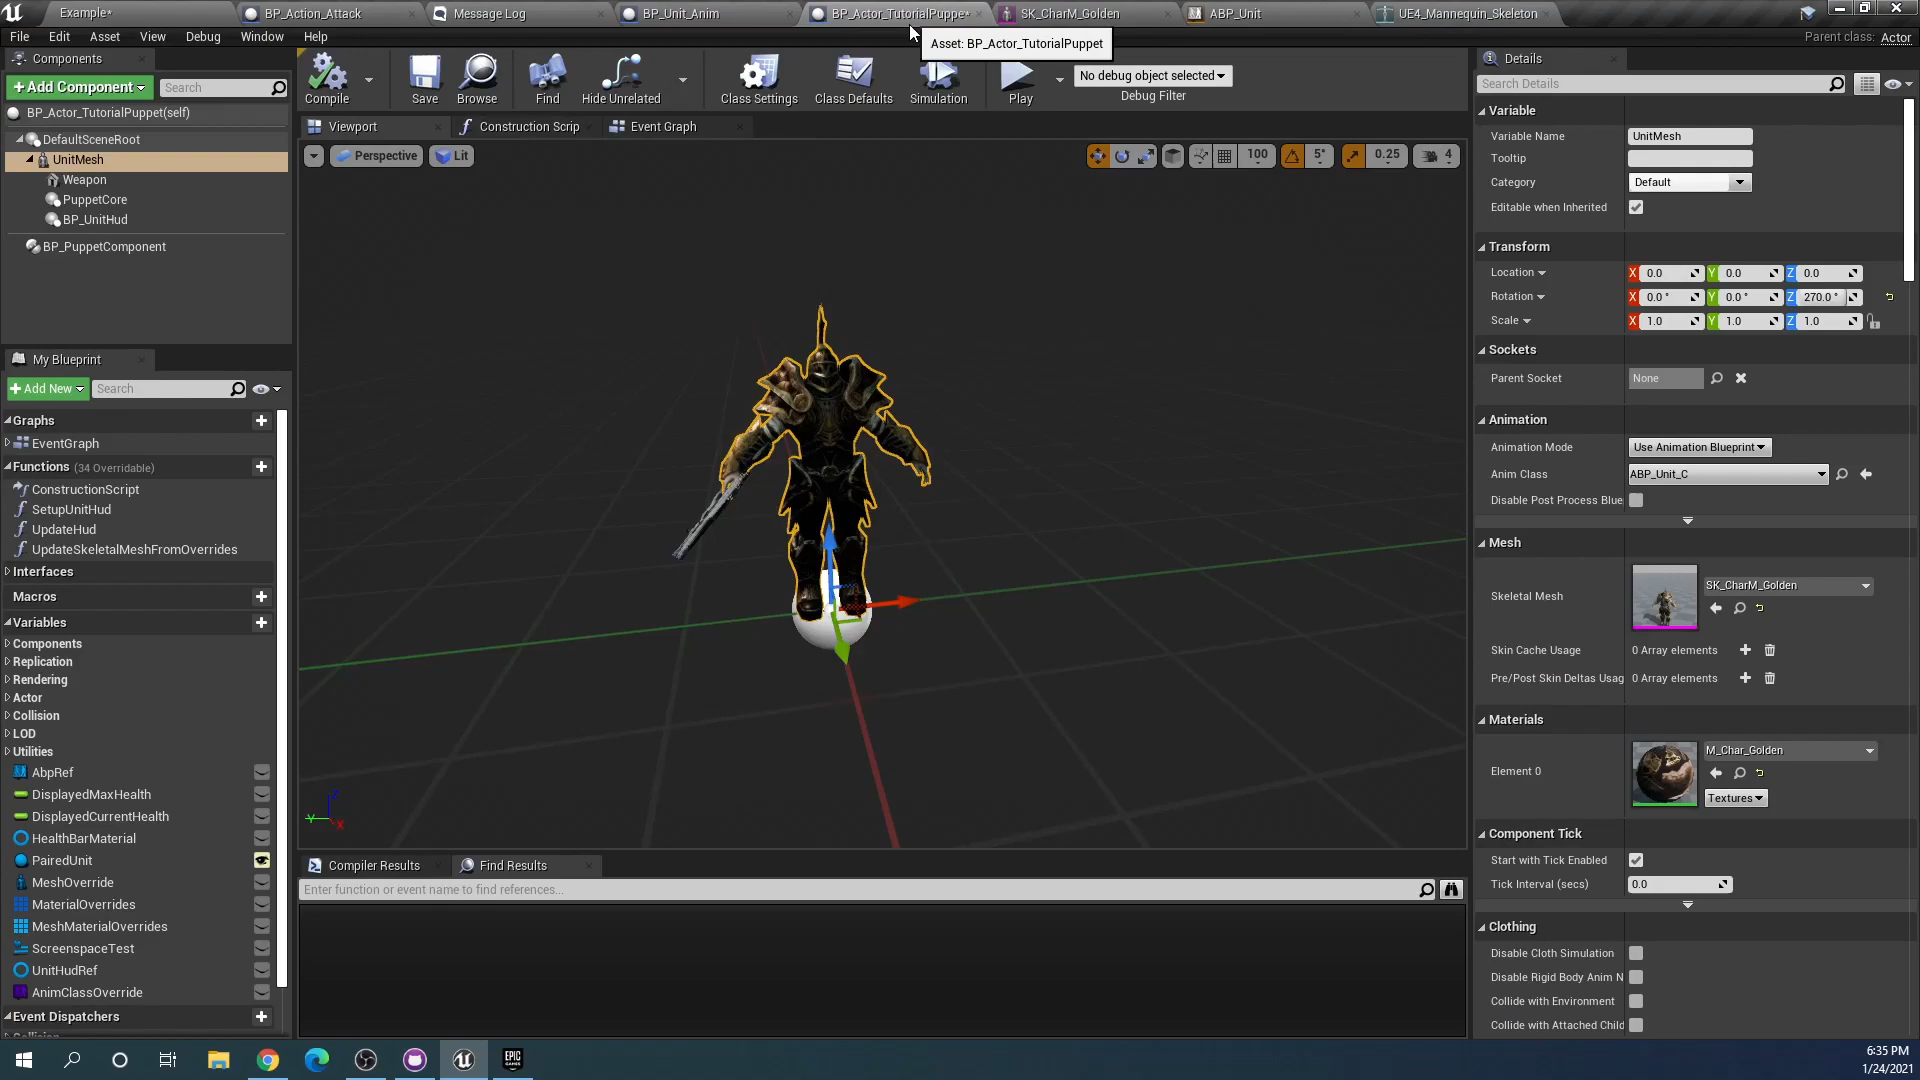 Example*
BP_Action_Attack
Message Log
BP_Unit_Anim
BP_Actor_TutorialPuppe*
SK_CharM_Golden
ABP_Unit
UE4_Mannequin_Skeleton
File Edit Asset View Debug Window Help
Parent class: Actor
Asset: BP_Actor_TutorialPuppet
Components
+Add Component
Search
BP_Actor_TutorialPuppet(self)
DefaultSceneRoot
UnitMesh
Weapon
PuppetCore
BP_UnitHud
BP_PuppetComponent
Compile
Save
Browse
Find
Hide Unrelated
Class Settings
Class Defaults
Simulation
Play
No debug object selected
Debug Filter
Viewport
Construction Scrip
Event Graph
Perspective
Lit
100
5°
0.25
4
Y
X
My Blueprint
+Add New
Search
Graphs
EventGraph
Functions (34 Overridable)
ConstructionScript
SetupUnitHud
UpdateHud
UpdateSkeletalMeshFromOverrides
Interfaces
Macros
Variables
Components
Replication
Rendering
Actor
Collision
LOD
Utilities
AbpRef
DisplayedMaxHealth
DisplayedCurrentHealth
HealthBarMaterial
PairedUnit
MeshOverride
MaterialOverrides
MeshMaterialOverrides
ScreenspaceTest
UnitHudRef
AnimClassOverride
Event Dispatchers
Compiler Results
Find Results
Enter function or event name to find references...
Details
Search Details
Variable
Variable Name UnitMesh
Tooltip
Category Default
Editable when Inherited
Transform
Location X 0.0 Y 0.0 Z 0.0
Rotation X 0.0 ° Y 0.0 ° Z 270.0 °
Scale X 1.0 Y 1.0 Z 1.0
Sockets
Parent Socket None
Animation
Animation Mode Use Animation Blueprint
Anim Class ABP_Unit_C
Disable Post Process Blue
Mesh
Skeletal Mesh SK_CharM_Golden
Skin Cache Usage 0 Array elements
Pre/Post Skin Deltas Usag 0 Array elements
Materials
Element 0 M_Char_Golden
Textures
Component Tick
Start with Tick Enabled
Tick Interval (secs) 0.0
Clothing
Disable Cloth Simulation
Disable Rigid Body Anim N
Collide with Environment
Collide with Attached Child
EPIC
GAMES
6:35 PM
1/24/2021